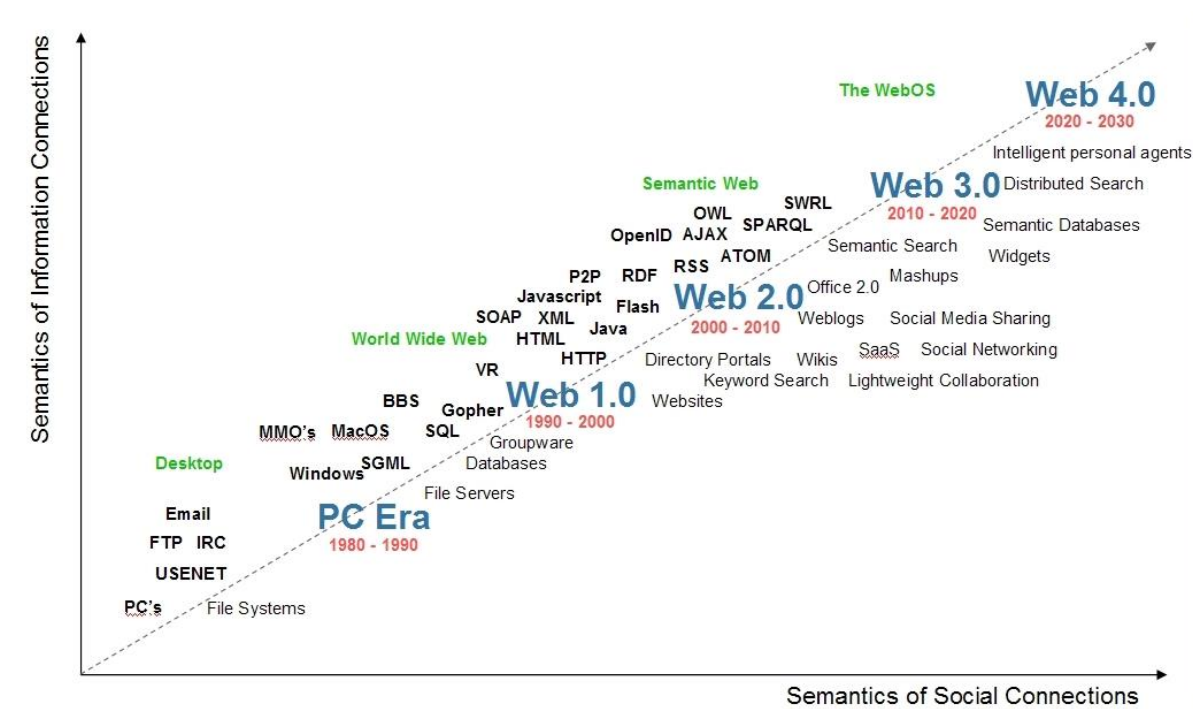 Semantics of Information Connections
The WebOS
Web 4.0
2020 - 2030
Intelligent personal agents
Semantic Web
Web 3.0
Distributed Search
2010 - 2020
SWRL
OWL
SPARQL
Semantic Databases
OpenID
AJAX
Semantic Search
ATOM
Widgets
P2P
RDF
RSS
Mashups
Javascript
Flash
Web 2.0
Office 2.0
2000 - 2010
SOAP
XML
Java
Weblogs
Social Media Sharing
World Wide Web
HTML
HTTP
Directory Portals
Wikis
SaaS
Social Networking
VR
Keyword Search
Lightweight Collaboration
BBS
Gopher
Web 1.0
Websites
1990 - 2000
MMO's
MacOS
SQL
Groupware
Desktop
Windows
SGML
Databases
File Servers
Email
PC Era
1980 - 1990
FTP
IRC
USENET
PC's
File Systems
Semantics of Social Connections